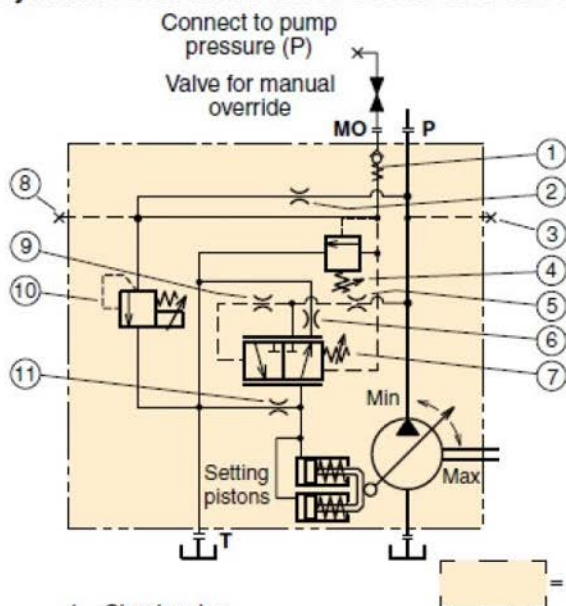 Connect to pump
pressure (P)
Valve for manual
override
MO
P
1
8
2
3
9
4
10
5
6
7
11
Min
Setting
pistons
Max
T
=